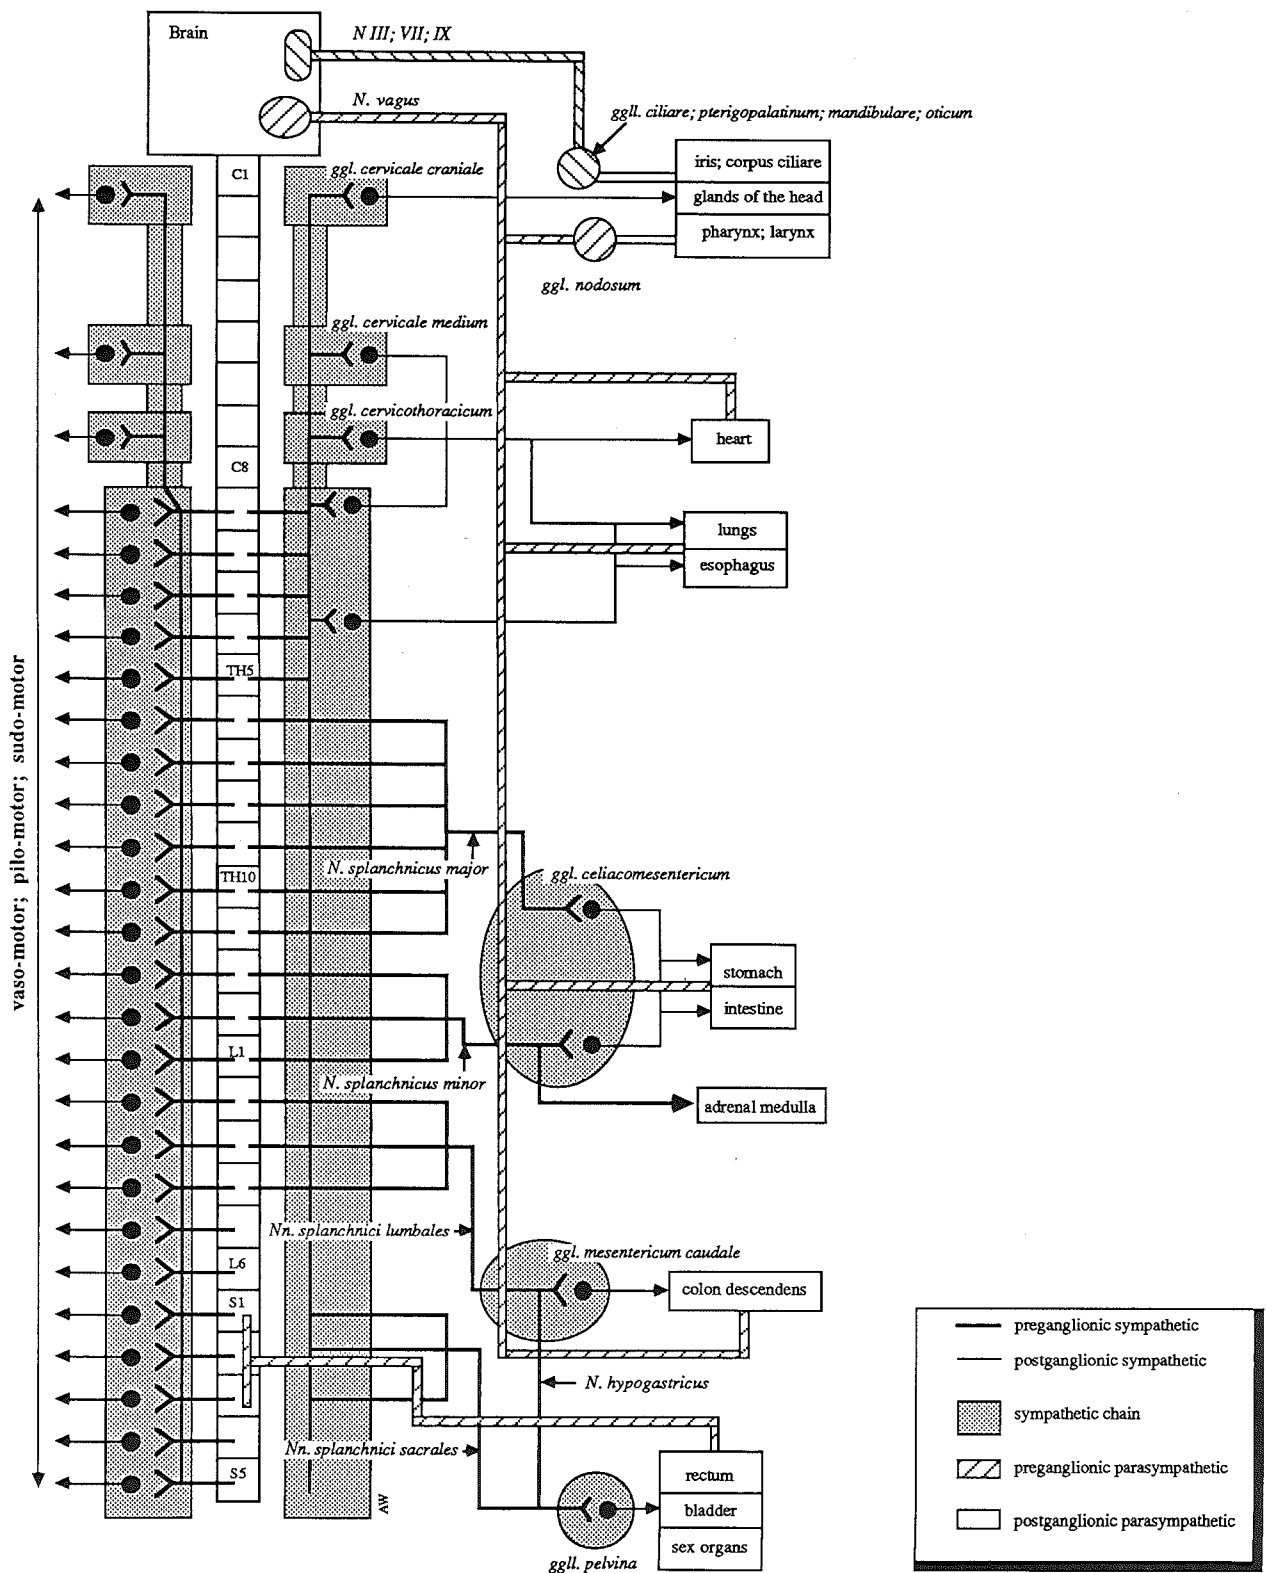 Brain
N III; VII; IX
N. vagus
ggll. ciliare; pterigopalatinum; mandibulare; oticum
iris; corpus ciliare
glands of the head
pharynx; larynx
C1
ggl. cervicale craniale
ggl. nodosum
ggl. cervicale medium
ggl. cervicothoracicum
heart
C8
lungs
esophagus
TH5
vaso-motor; pilo-motor; sudo-motor
N. splanchnicus major
TH10
ggl. celiacomesentericum
stomach
intestine
L1
N. splanchnicus minor
adrenal medulla
Nn. splanchnici lumbales
ggl. mesentericum caudale
L6
colon descendens
S1
N. hypogastricus
Nn. splanchnici sacrales
S5
rectum
bladder
sex organs
AW
ggll. pelvina
preganglionic sympathetic
postganglionic sympathetic
sympathetic chain
preganglionic parasympathetic
postganglionic parasympathetic